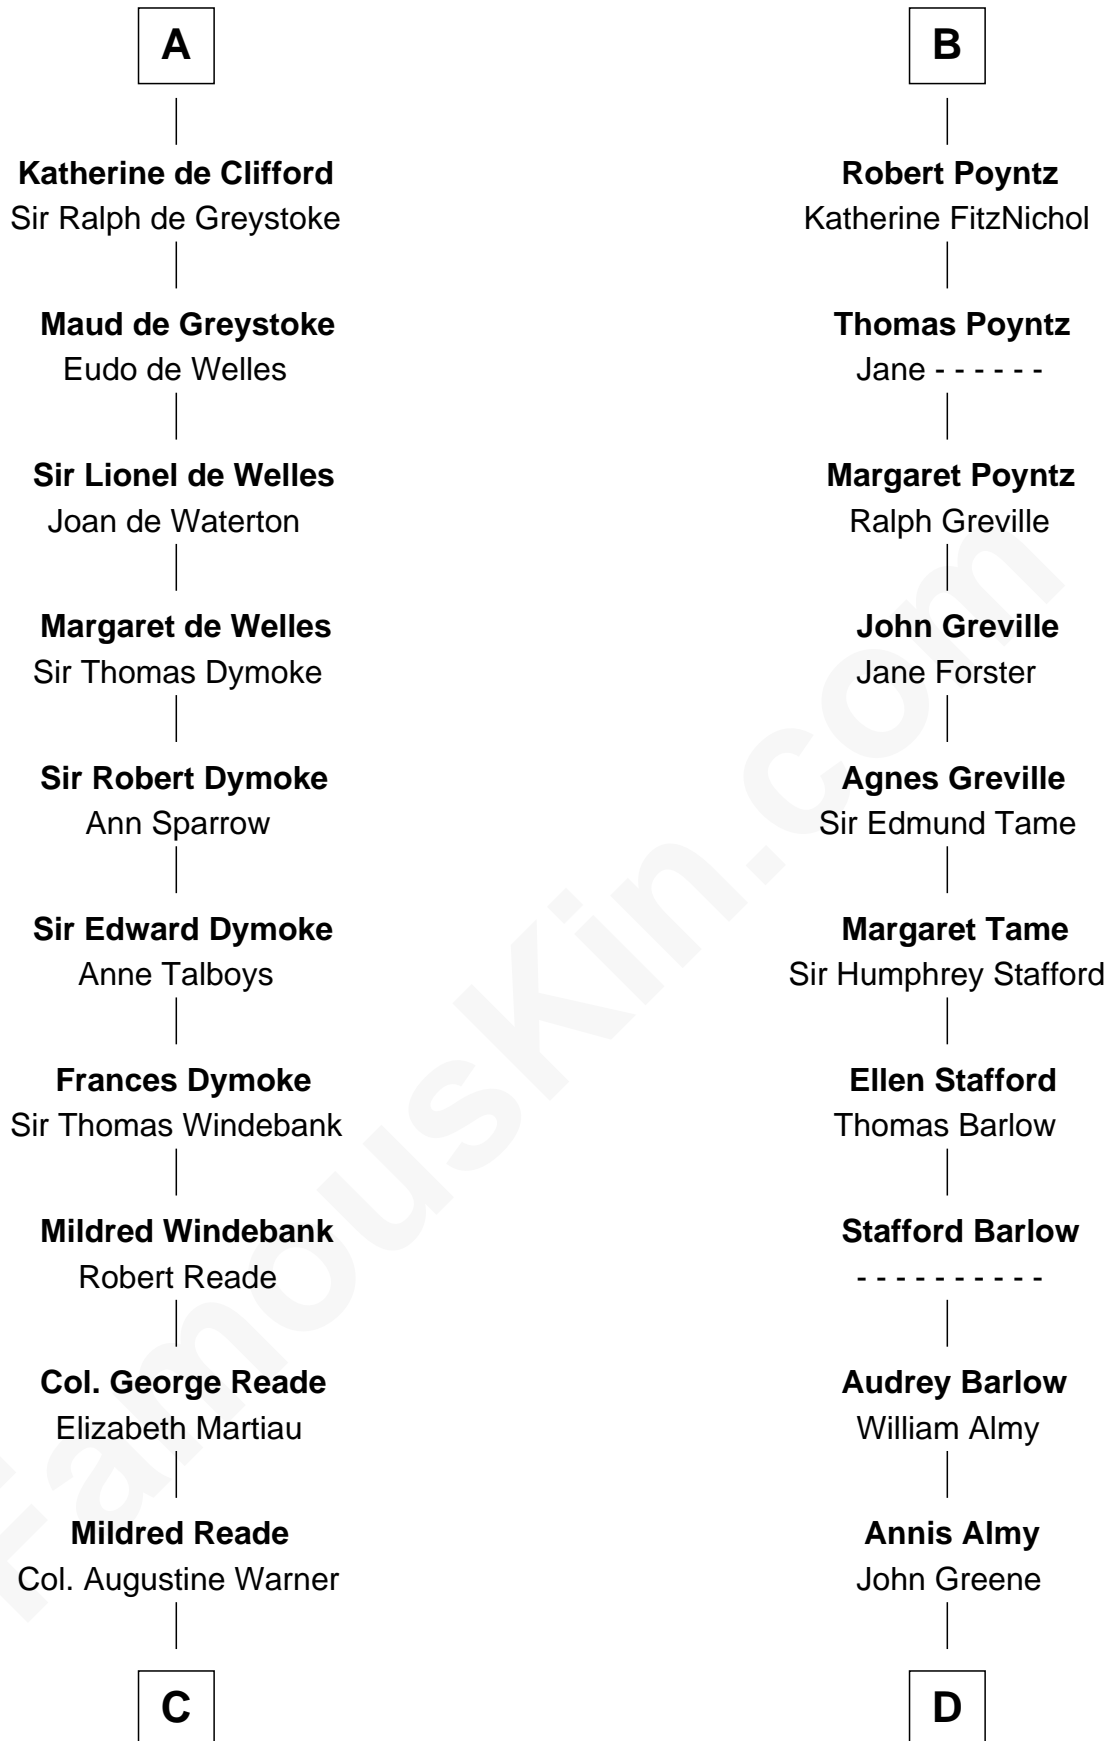 A
Katherine de Clifford
Sir Ralph de Greystoke
Maud de Greystoke
Eudo de Welles
Sir Lionel de Welles
Joan de Waterton
Margaret de Welles
Sir Thomas Dymoke
Sir Robert Dymoke
Ann Sparrow
Sir Edward Dymoke
Anne Talboys
Frances Dymoke
Sir Thomas Windebank
Mildred Windebank
Robert Reade
Col. George Reade
Elizabeth Martiau
Mildred Reade
Col. Augustine Warner
C
B
Robert Poyntz
Katherine FitzNichol
Thomas Poyntz
Jane - - - - - -
Margaret Poyntz
Ralph Greville
John Greville
Jane Forster
Agnes Greville
Sir Edmund Tame
Margaret Tame
Sir Humphrey Stafford
Ellen Stafford
Thomas Barlow
Stafford Barlow
- - - - - - - - - -
Audrey Barlow
William Almy
Annis Almy
John Greene
D
FamousKin.com